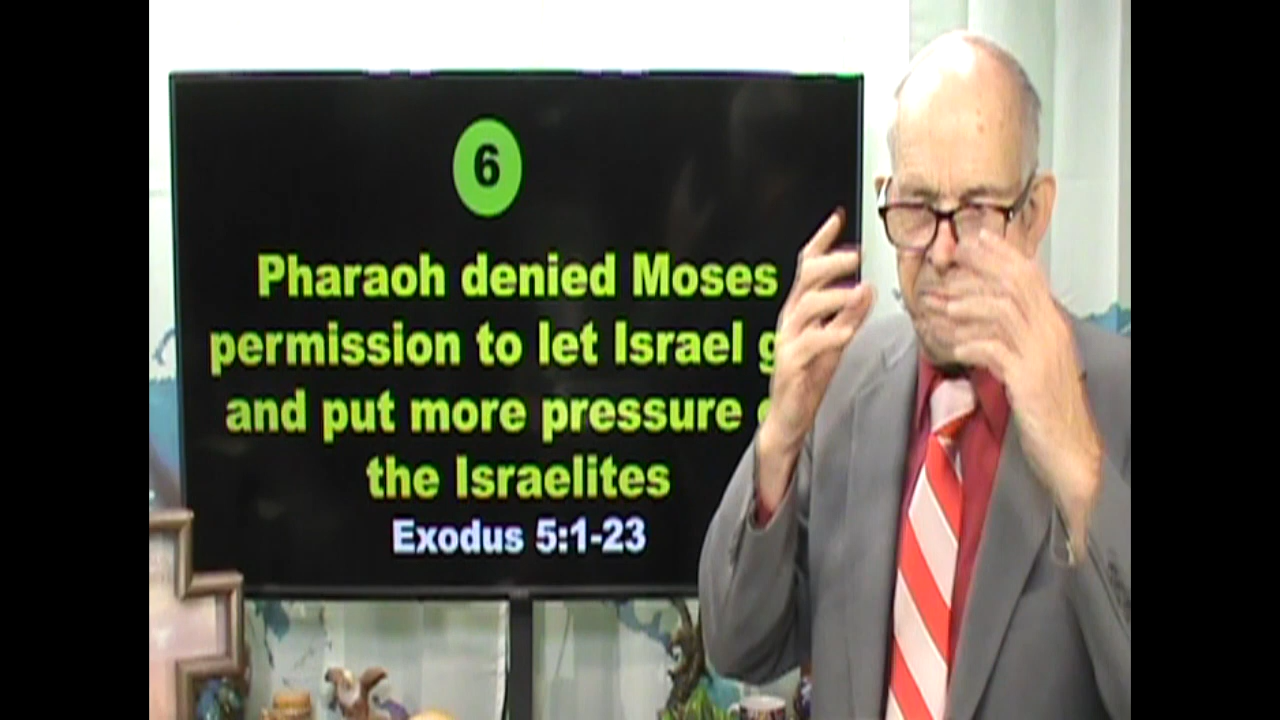 6
Pharaoh denied Moses
permission to let Israel
and put more pressure
the Israelites
Exodus 5:1-23